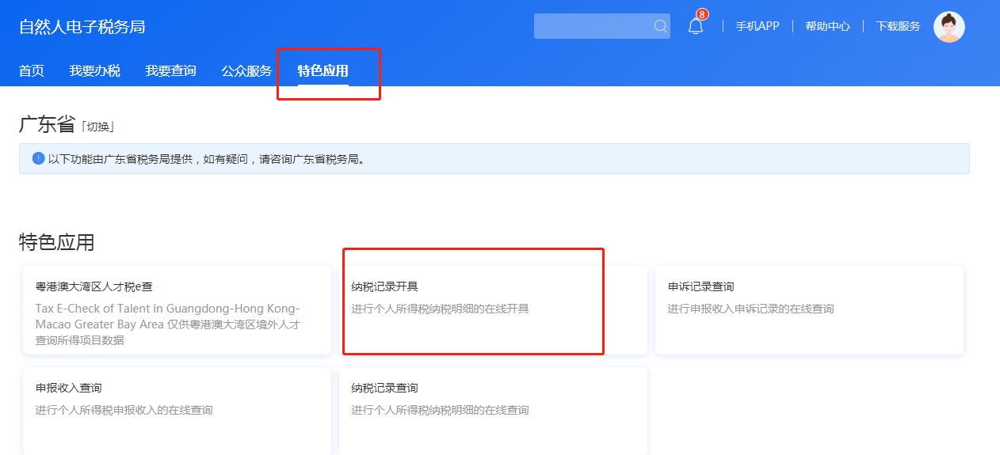 自然人电子税务局
8
手机APP
帮助中心
下载服务
首页
我要办税
我要查询
公众服务
特色应用
广东省「切换」
! 以下功能由广东省税务局提供，如有疑问，请咨询广东省税务局。
特色应用
粤港澳大湾区人才税e查
Tax E-Check of Talent in Guangdong-Hong Kong-
Macao Greater Bay Area 仅供粤港澳大湾区境外人才
查询所得项目数据
纳税记录开具
进行个人所得税纳税明细的在线开具
申诉记录查询
进行申报收入申诉记录的在线查询
申报收入查询
进行个人所得税申报收入的在线查询
纳税记录查询
进行个人所得税纳税明细的在线查询